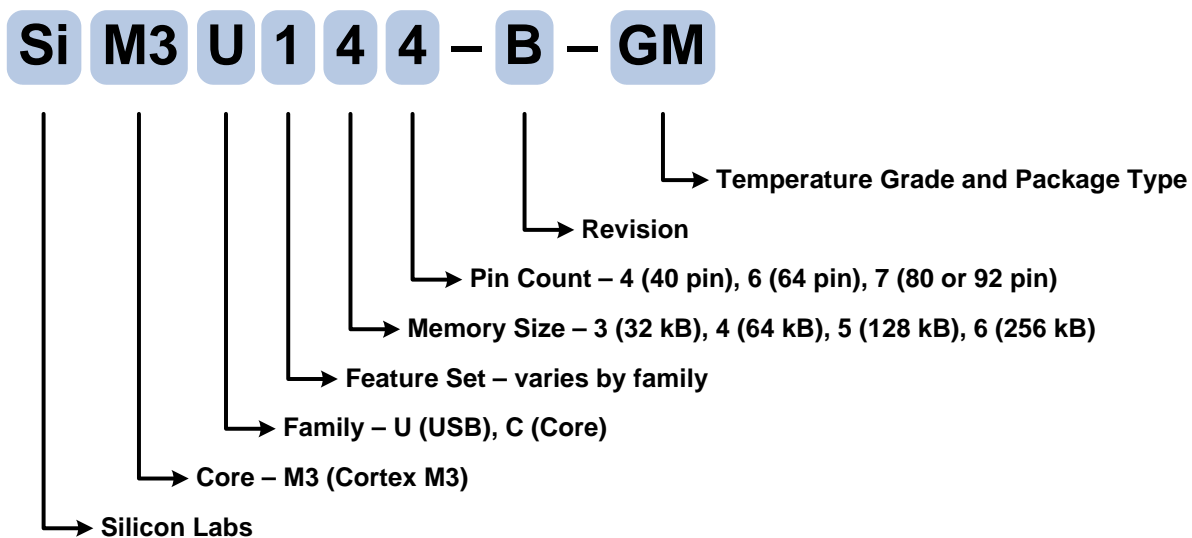 Si M3 U 1 4 4 – B – GM
Temperature Grade and Package Type
Revision
Pin Count – 4 (40 pin), 6 (64 pin), 7 (80 or 92 pin)
Memory Size – 3 (32 kB), 4 (64 kB), 5 (128 kB), 6 (256 kB)
Feature Set – varies by family
Family – U (USB), C (Core)
Core – M3 (Cortex M3)
Silicon Labs